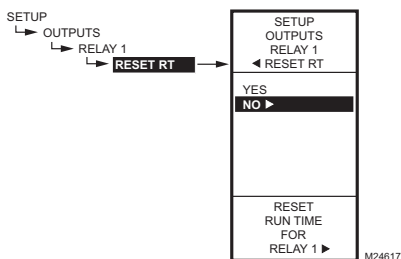 SETUP
OUTPUTS
RELAY 1
RESET RT
SETUP
OUTPUTS
RELAY 1
◄ RESET RT
YES
NO ►
RESET
RUN TIME
FOR
RELAY 1 ►
M24617